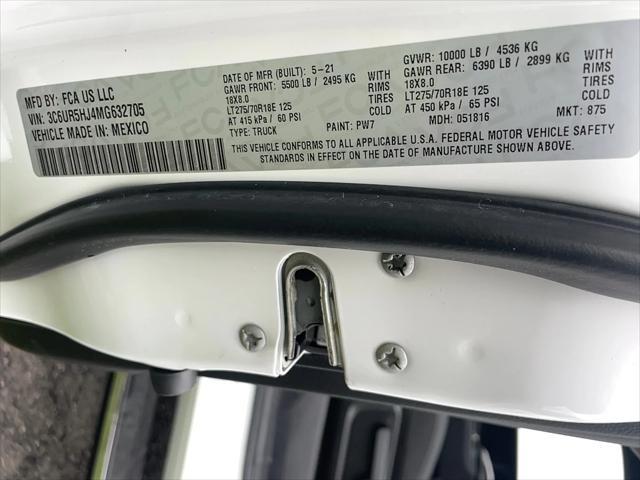 MFD BY: FCA US LLC
VIN: 3C6UR5HJ4MG632705
VEHICLE MADE IN: MEXICO
DATE OF MFR (BUILT): 5-21
GAWR FRONT: 5500 LB / 2495 KG WITH
18X8.0 RIMS
LT275/70R18E 125 TIRES
AT 415 kPa / 60 PSI COLD
TYPE: TRUCK PAINT: PW7
GVWR: 10000 LB / 4536 KG
GAWR REAR: 6390 LB / 2899 KG WITH
18X8.0 RIMS
LT275/70R18E 125 TIRES
AT 450 kPa / 65 PSI COLD
MDH: 051816 MKT: 875
THIS VEHICLE CONFORMS TO ALL APPLICABLE U.S.A. FEDERAL MOTOR VEHICLE SAFETY
STANDARDS IN EFFECT ON THE DATE OF MANUFACTURE SHOWN ABOVE.